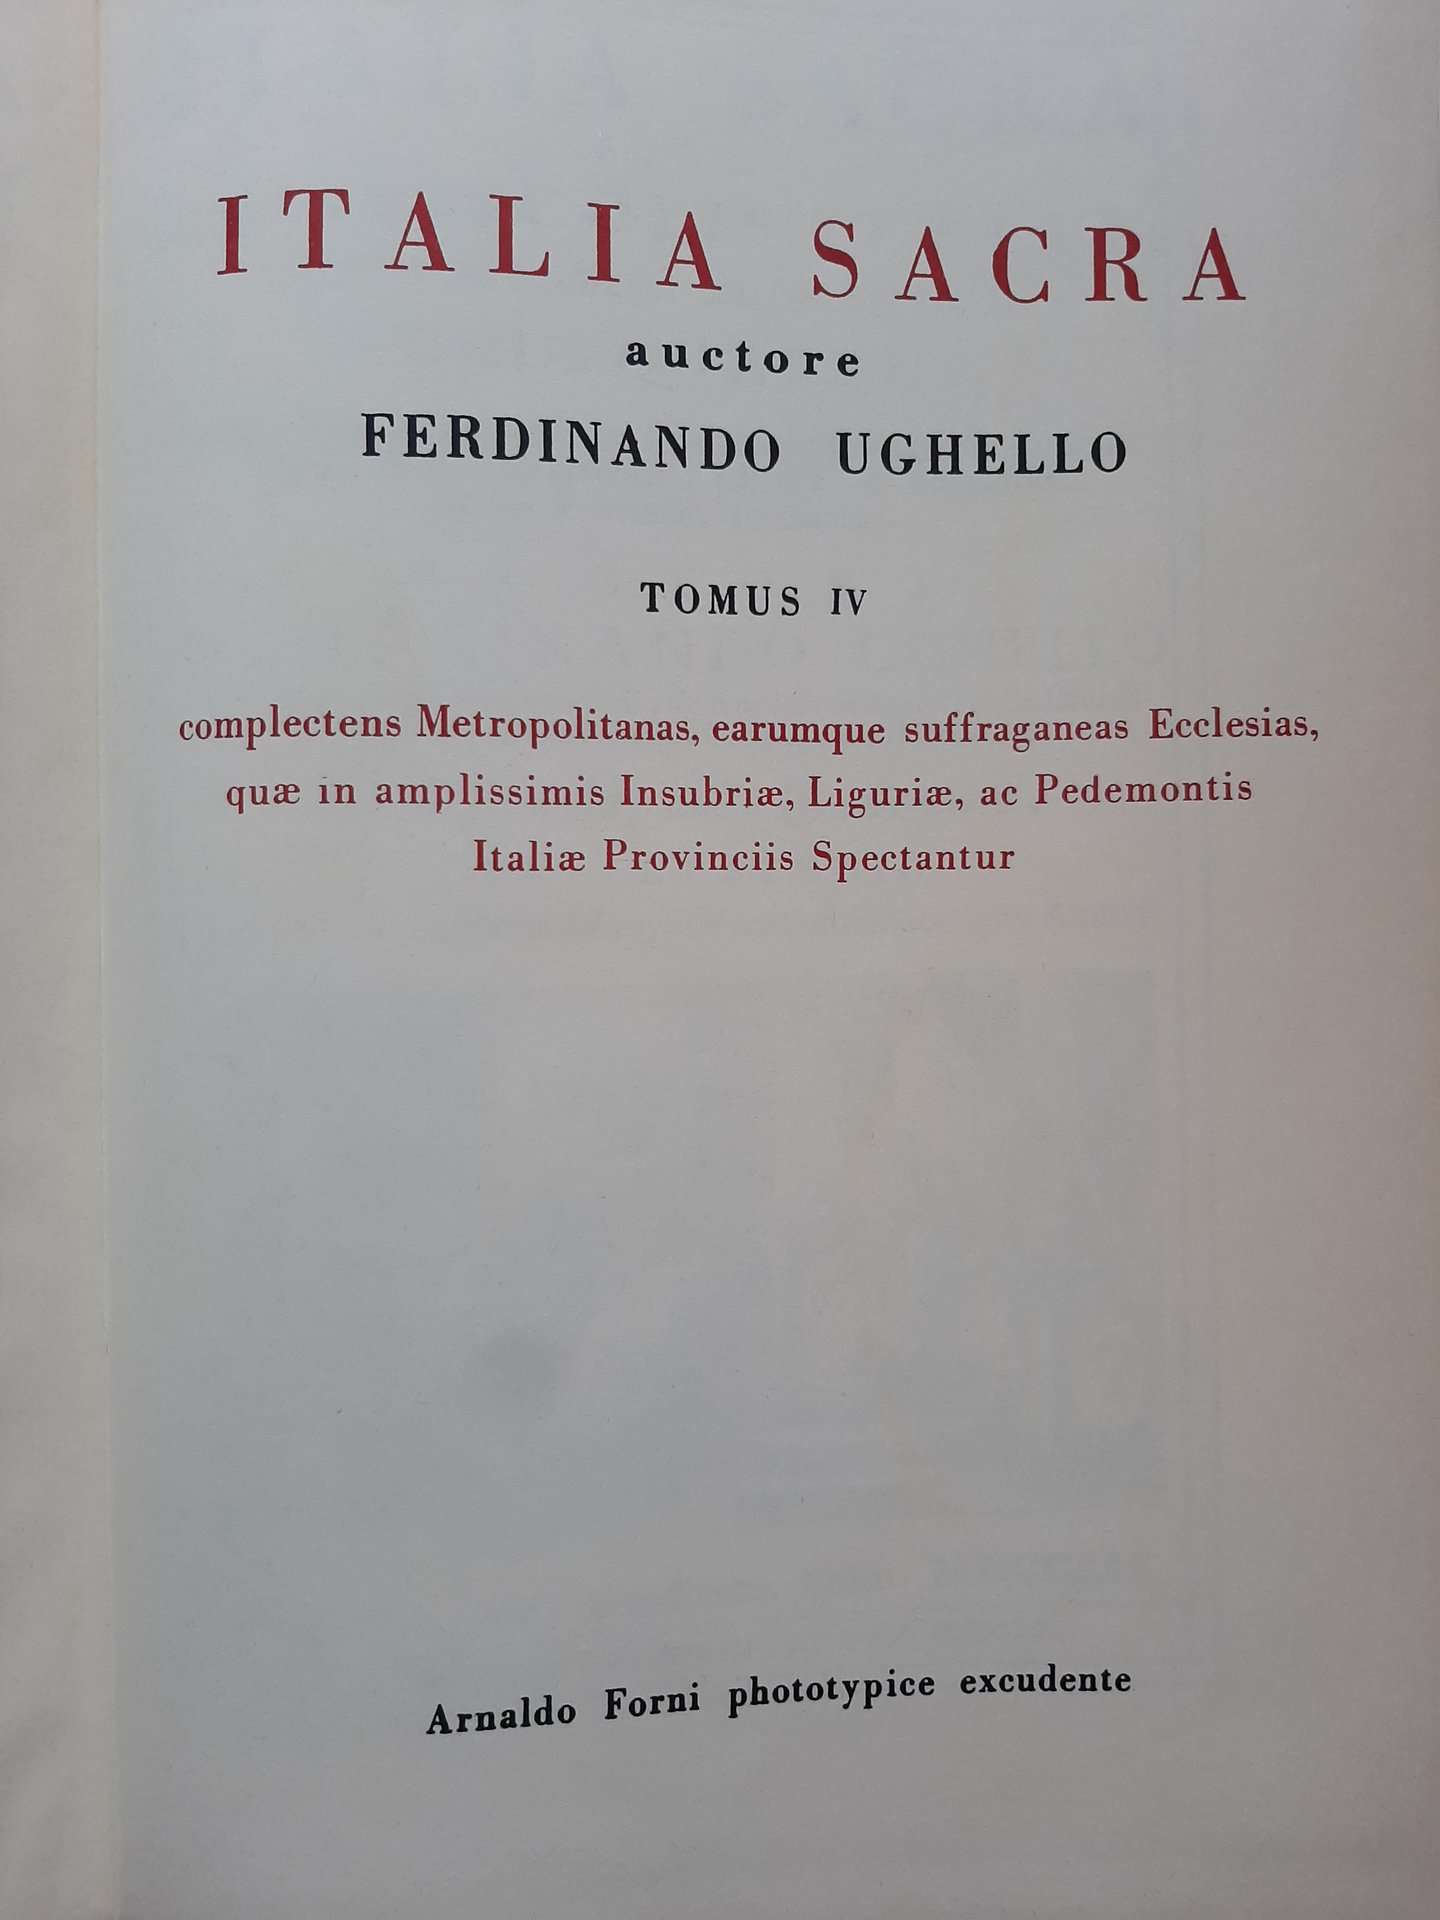 ITALIA SACRA
auctore
FERDINANDO UGHELLO
TOMUS IV
complectens Metropolitanas, earumque suffraganeas Ecclesias,
quæ in amplissimis Insubriæ, Liguriæ, ac Pedemontis
Italiæ Provinciis Spectantur
Arnaldo Forni phototypice excudente